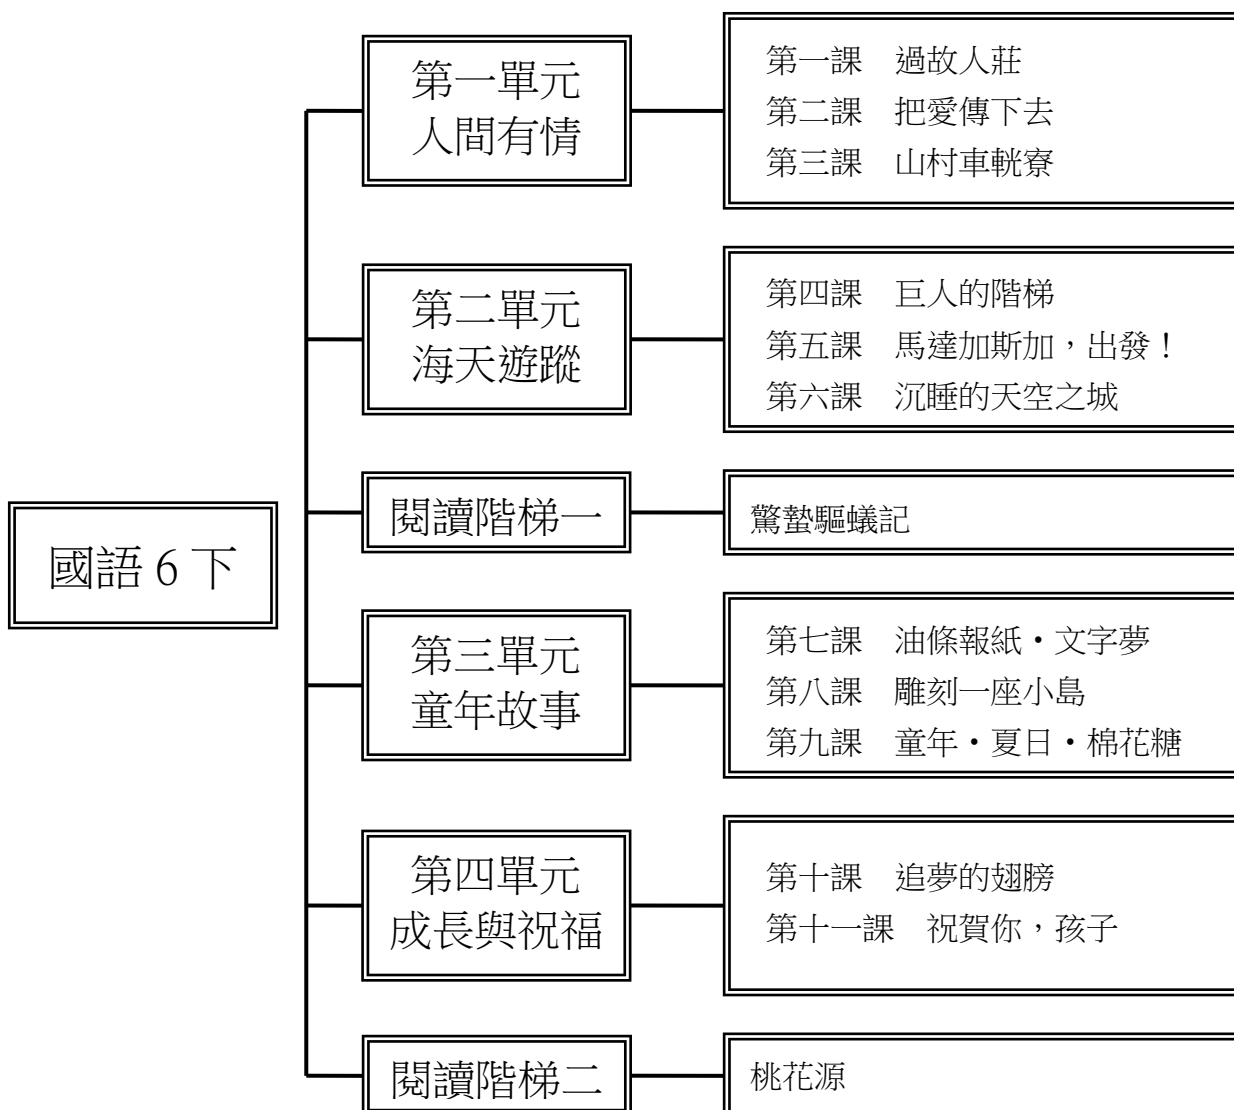 國語 6 下
第一單元
人間有情
第一課　過故人莊
第二課　把愛傳下去
第三課　山村車輄寮
第二單元
海天遊蹤
第四課　巨人的階梯
第五課　馬達加斯加，出發！
第六課　沉睡的天空之城
閱讀階梯一
驚蟄驅蟻記
第三單元
童年故事
第七課　油條報紙・文字夢
第八課　雕刻一座小島
第九課　童年・夏日・棉花糖
第四單元
成長與祝福
第十課　追夢的翅膀
第十一課　祝賀你，孩子
閱讀階梯二
桃花源